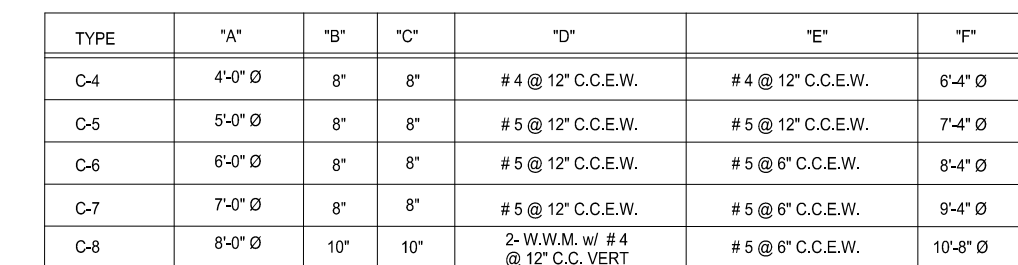 TYPE "A" "B" "C" "D" "E" "F"
C-4 4'-0" Ø 8" 8" # 4 @ 12" C.C.E.W. # 4 @ 12" C.C.E.W. 6'-4" Ø
C-5 5'-0" Ø 8" 8" # 5 @ 12" C.C.E.W. # 5 @ 12" C.C.E.W. 7'-4" Ø
C-6 6'-0" Ø 8" 8" # 5 @ 12" C.C.E.W. # 5 @ 6" C.C.E.W. 8'-4" Ø
C-7 7'-0" Ø 8" 8" # 5 @ 12" C.C.E.W. # 5 @ 6" C.C.E.W. 9'-4" Ø
C-8 8'-0" Ø 10" 10" 2- W.W.M. w/ # 4 # 5 @ 6" C.C.E.W. 10'-8" Ø
@ 12" C.C. VERT